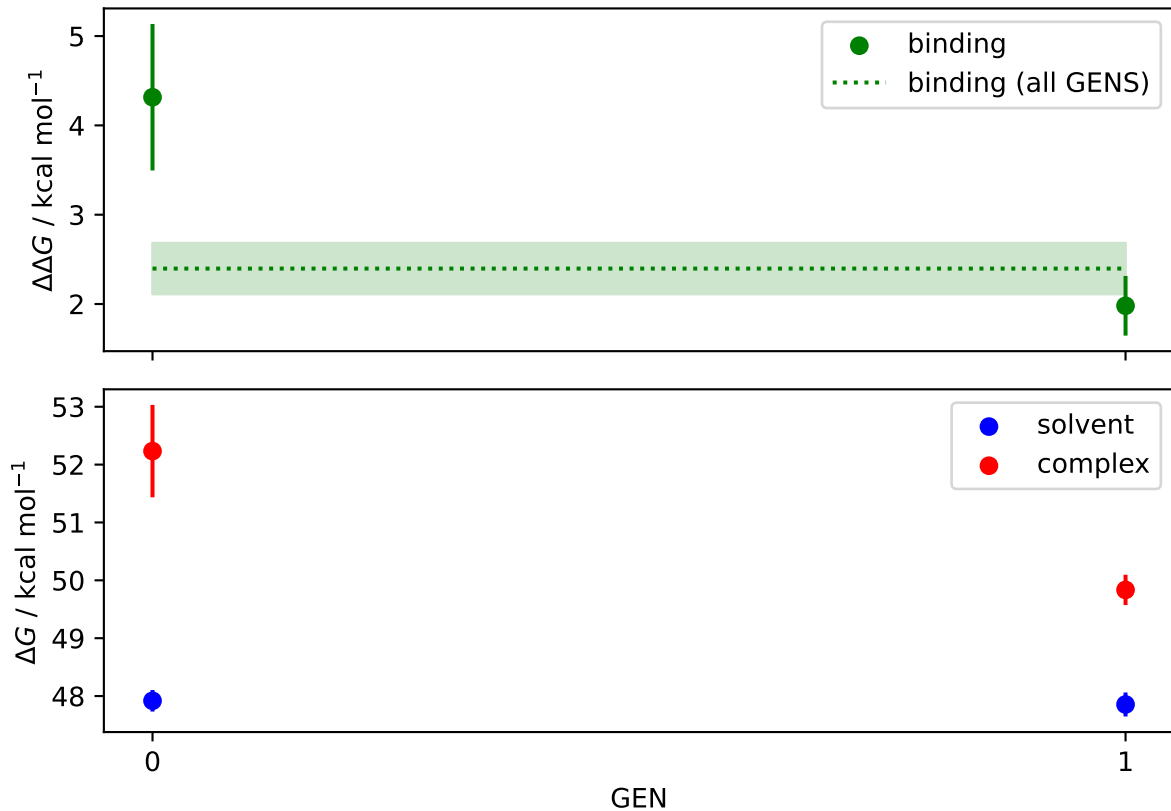 5
4
3
2
ΔΔG / kcal mol⁻¹
binding
binding (all GENS)
53
52
51
50
49
48
ΔG / kcal mol⁻¹
solvent
complex
0
1
GEN